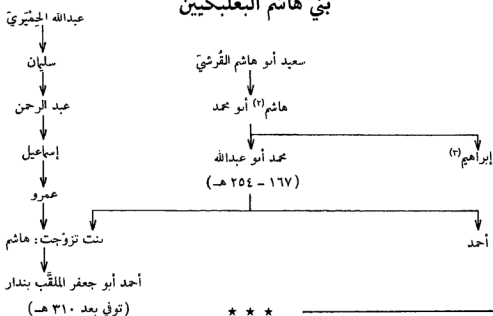 بني هاشم البعلبكيين
عبدالله الحِمْيَريّ
سليمان
سعيد أبو هاشم القُرشيّ
عبد الرحمن
هاشم(٢) أبو محمد
إسماعيل
محمد أبو عبدالله
إبراهيم(٣)
(١٦٧ - ٢٥٤ هـ)
عمرو
بنت تزوّجت: هاشم
أحمد
أحمد أبو جعفر الملقَّب بندار
(توفي بعد ٣١٠ هـ)
★ ★ ★